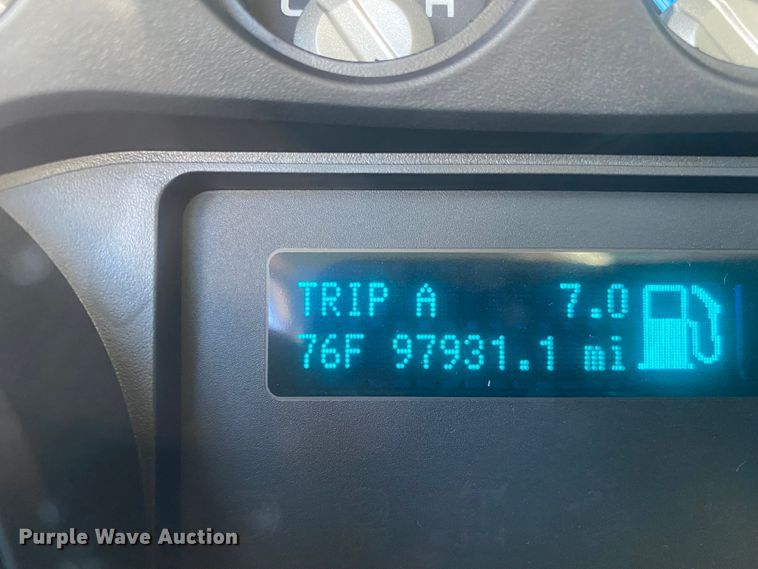 C H
TRIP A 7.0
76F 97931.1 mi
Purple Wave Auction